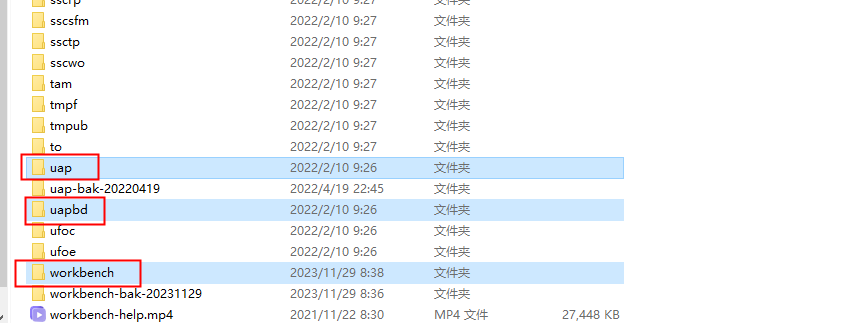 sscrp 2022/2/10 9:27 文件夹
sscsfm 2022/2/10 9:27 文件夹
ssctp 2022/2/10 9:27 文件夹
sscwo 2022/2/10 9:27 文件夹
tam 2022/2/10 9:27 文件夹
tmpf 2022/2/10 9:27 文件夹
tmpub 2022/2/10 9:27 文件夹
to 2022/2/10 9:27 文件夹
uap 2022/2/10 9:26 文件夹
uap-bak-20220419 2022/4/19 22:45 文件夹
uapbd 2022/2/10 9:26 文件夹
ufoc 2022/2/10 9:26 文件夹
ufoe 2022/2/10 9:26 文件夹
workbench 2023/11/29 8:38 文件夹
workbench-bak-20231129 2023/11/29 8:36 文件夹
workbench-help.mp4 2021/11/22 8:30 MP4 文件 27,448 KB